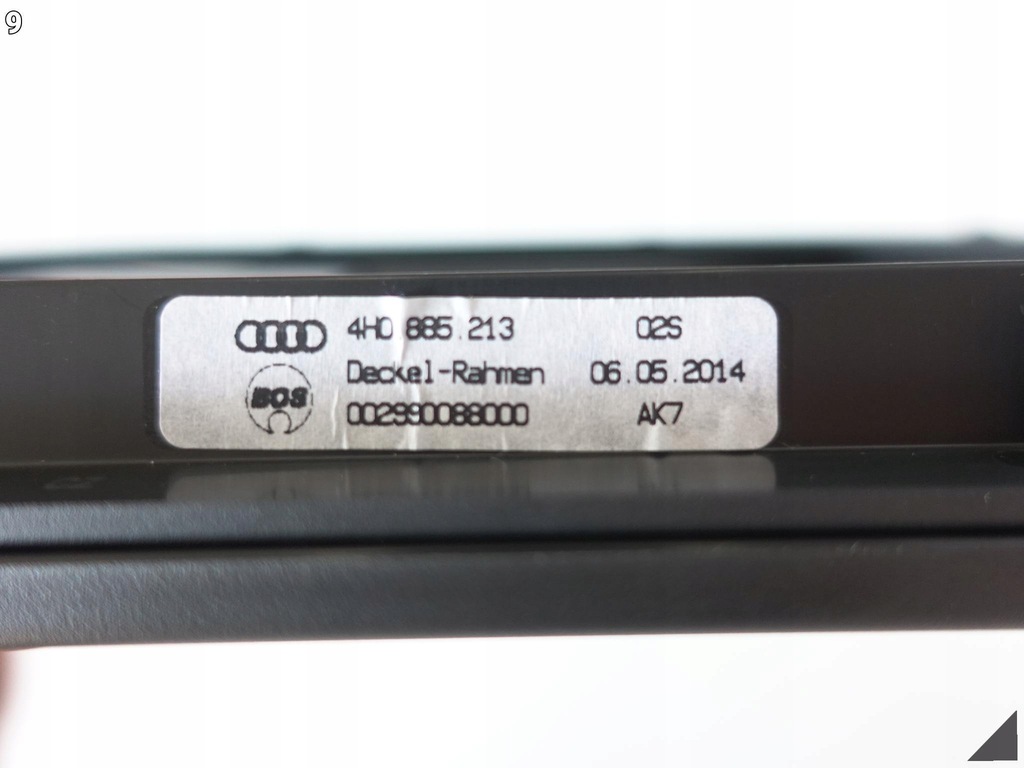 9
4H0 885.213 02S
Deckel-Rahmen 06.05.2014
BOS 002990088000 AK7